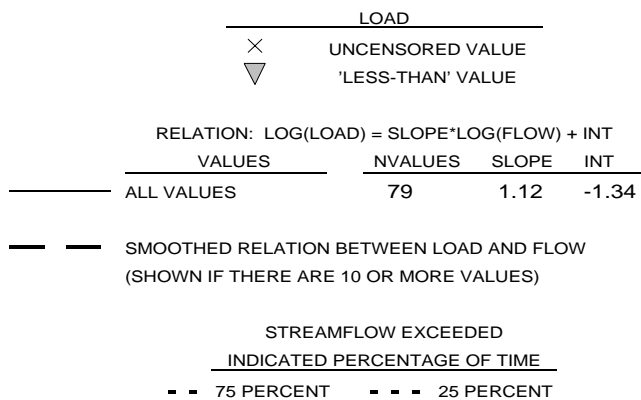 LOAD
UNCENSORED VALUE
'LESS-THAN' VALUE
RELATION: LOG(LOAD) = SLOPE*LOG(FLOW) + INT
VALUES NVALUES SLOPE INT
ALL VALUES 79 1.12 -1.34
SMOOTHED RELATION BETWEEN LOAD AND FLOW
(SHOWN IF THERE ARE 10 OR MORE VALUES)
STREAMFLOW EXCEEDED
INDICATED PERCENTAGE OF TIME
75 PERCENT 25 PERCENT